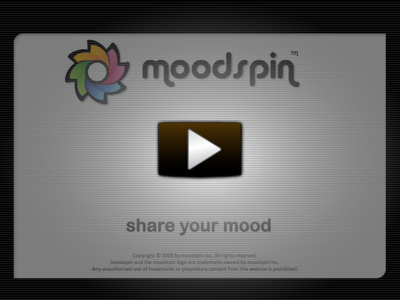 moodspin™
share your mood
Copyright © 2008 by moodspin inc. All rights reserved.
moodspin and the moodspin logo are trademarks owned by moodspin inc.
Any unauthorized use of trademarks or proprietary content from this website is prohibited.